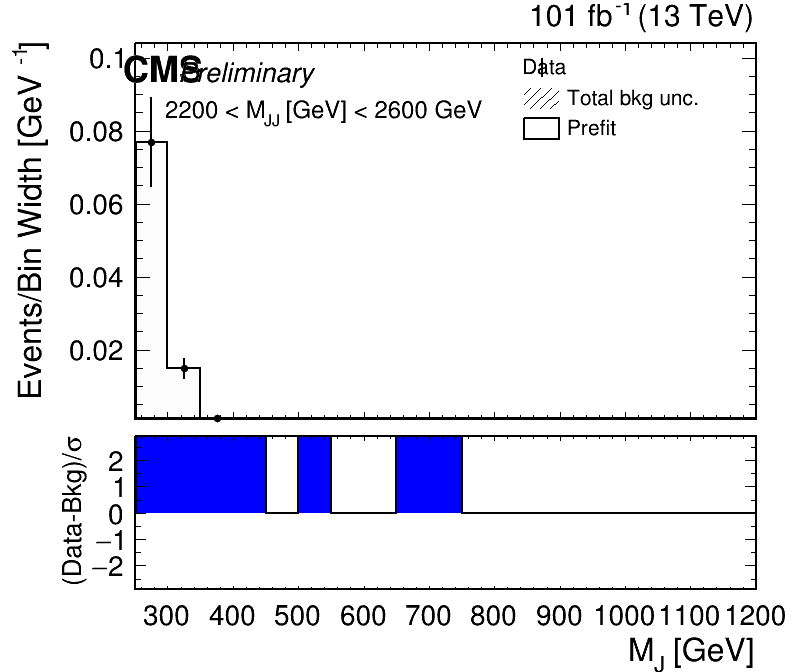 101 fb⁻¹ (13 TeV)
CMS Preliminary
2200 < M_JJ [GeV] < 2600 GeV
Data
Total bkg unc.
Prefit
Events/Bin Width [GeV⁻¹]
0.1
0.08
0.06
0.04
0.02
(Data-Bkg)/σ
2
1
0
−1
−2
300 400 500 600 700 800 900 1000 1100 1200
M_J [GeV]